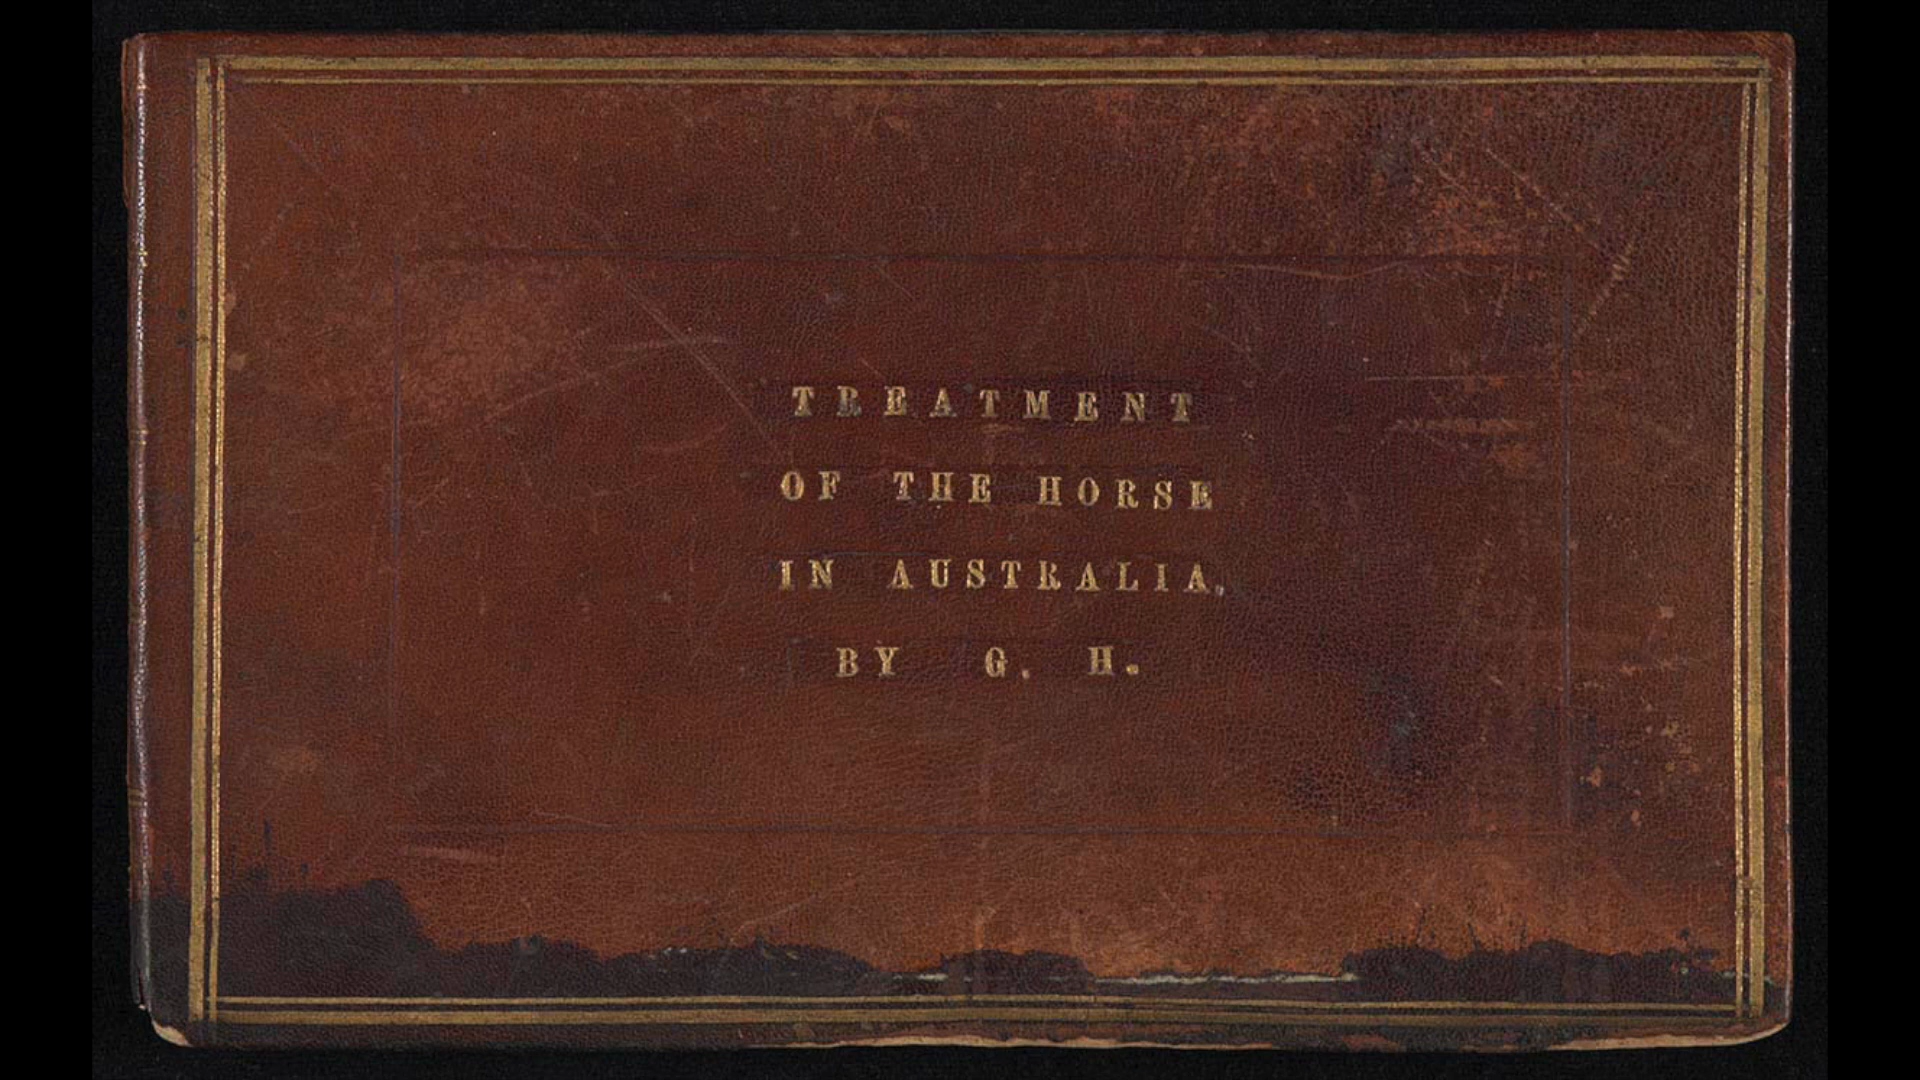 TREATMENT
OF THE HORSE
IN AUSTRALIA,
BY G. H.